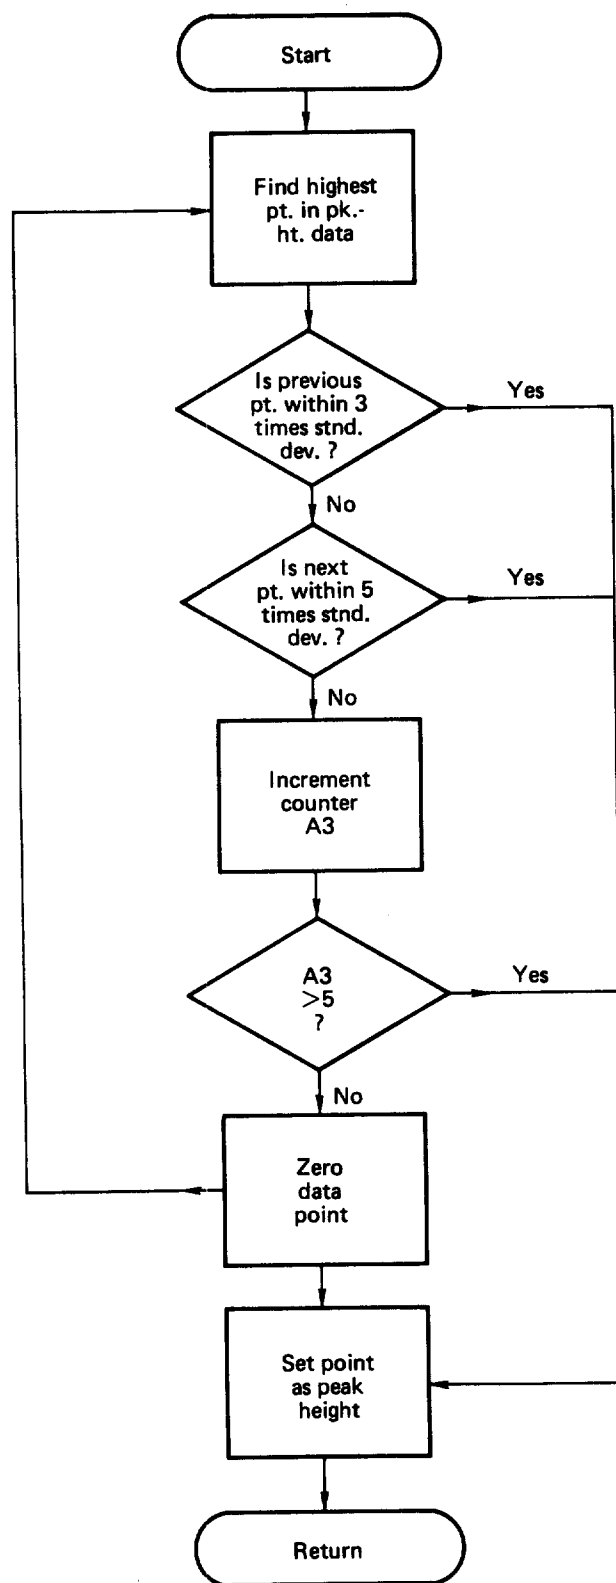 Start
Find highest
pt. in pk.-
ht. data
Is previous
pt. within 3
times stnd.
dev. ?
Yes
No
Is next
pt. within 5
times stnd.
dev. ?
Yes
No
Increment
counter
A3
A3
>5
?
Yes
No
Zero
data
point
Set point
as peak
height
Return